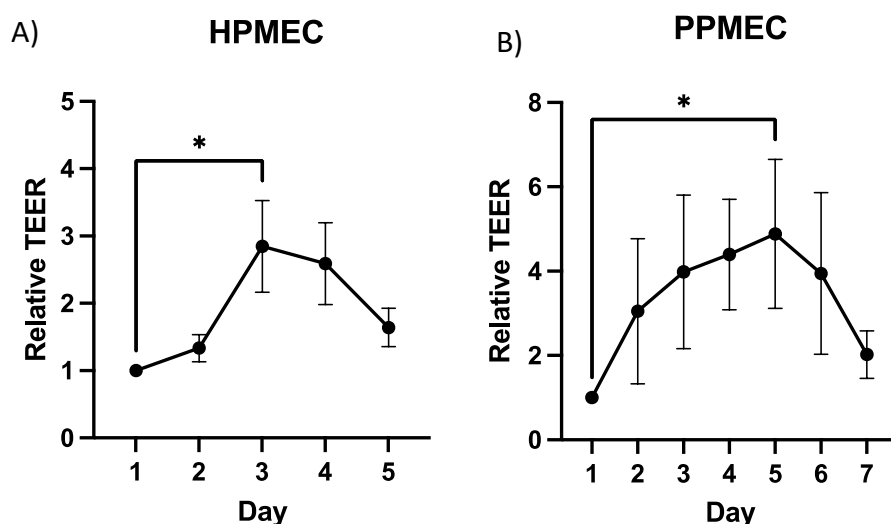 A)
HPMEC
Relative TEER
5
4
3
2
1
0
*
1 2 3 4 5
Day
B)
PPMEC
Relative TEER
8
6
4
2
0
*
1 2 3 4 5 6 7
Day